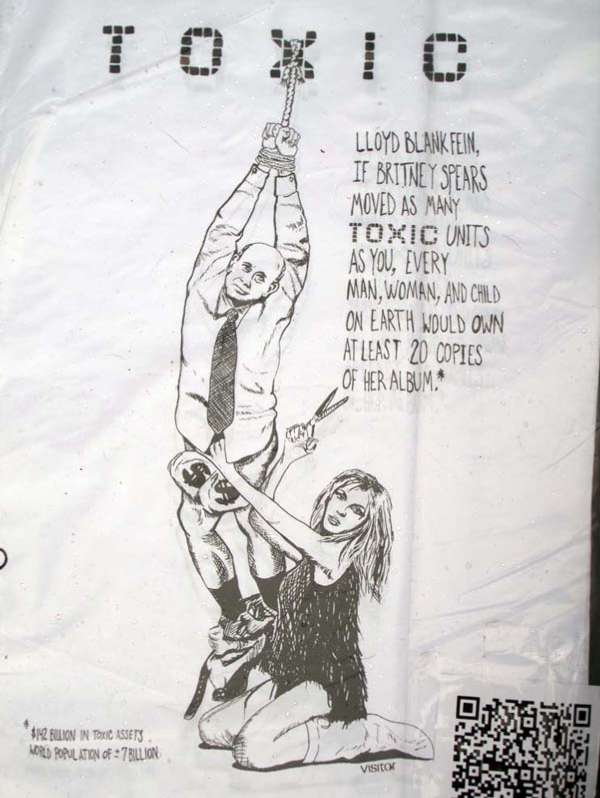 TOXIC
LLOYD BLANKFEIN,
IF BRITNEY SPEARS
MOVED AS MANY
TOXIC UNITS
AS YOU, EVERY
MAN, WOMAN, AND CHILD
ON EARTH WOULD OWN
AT LEAST 20 COPIES
OF HER ALBUM.*
$ $
*
$142 BILLION IN TOXIC ASSETS
WORLD POPULATION OF ± 7 BILLION
VISITOR